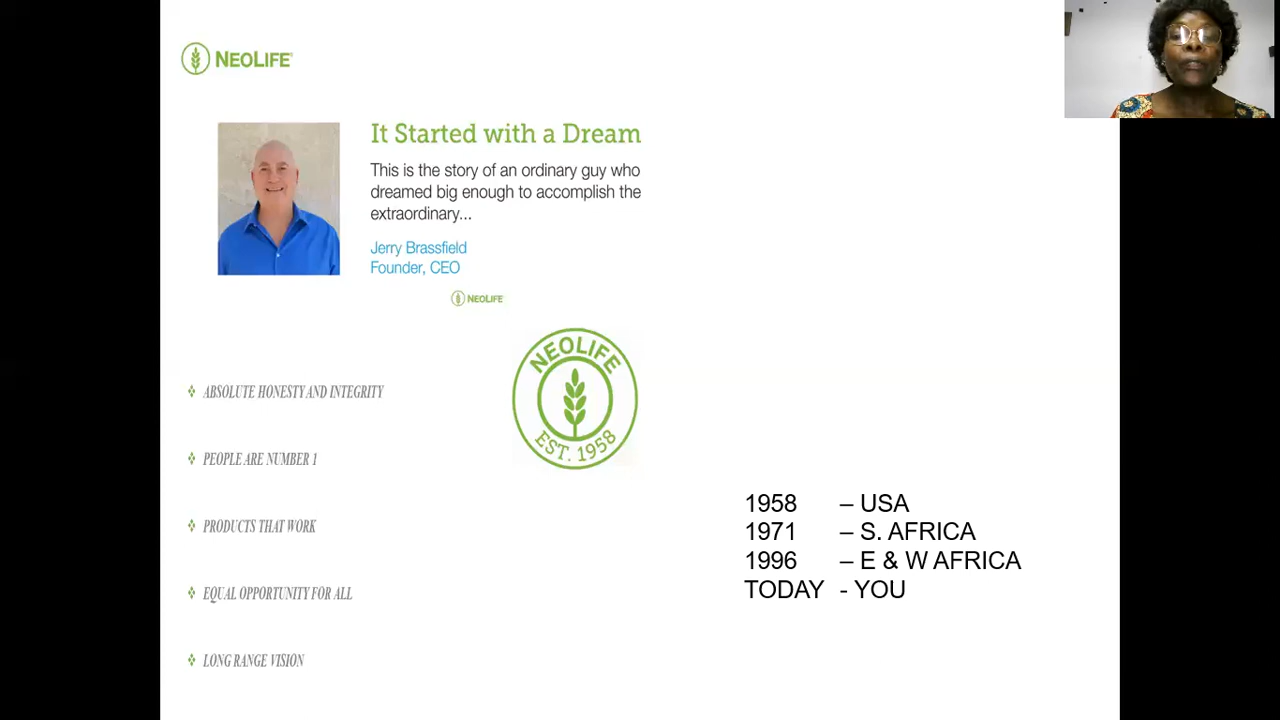 NEOLIFE
It Started with a Dream
This is the story of an ordinary guy who
dreamed big enough to accomplish the
extraordinary...
Jerry Brassfield
Founder, CEO
NEOLIFE
NEOLIFE
EST. 1958
ABSOLUTE HONESTY AND INTEGRITY
PEOPLE ARE NUMBER 1
PRODUCTS THAT WORK
EQUAL OPPORTUNITY FOR ALL
LONG RANGE VISION
1958 – USA
1971 – S. AFRICA
1996 – E & W AFRICA
TODAY - YOU